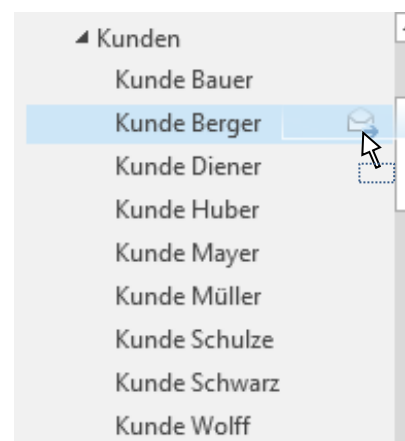 Kunden
Kunde Bauer
Kunde Berger
Kunde Diener
Kunde Huber
Kunde Mayer
Kunde Müller
Kunde Schulze
Kunde Schwarz
Kunde Wolff